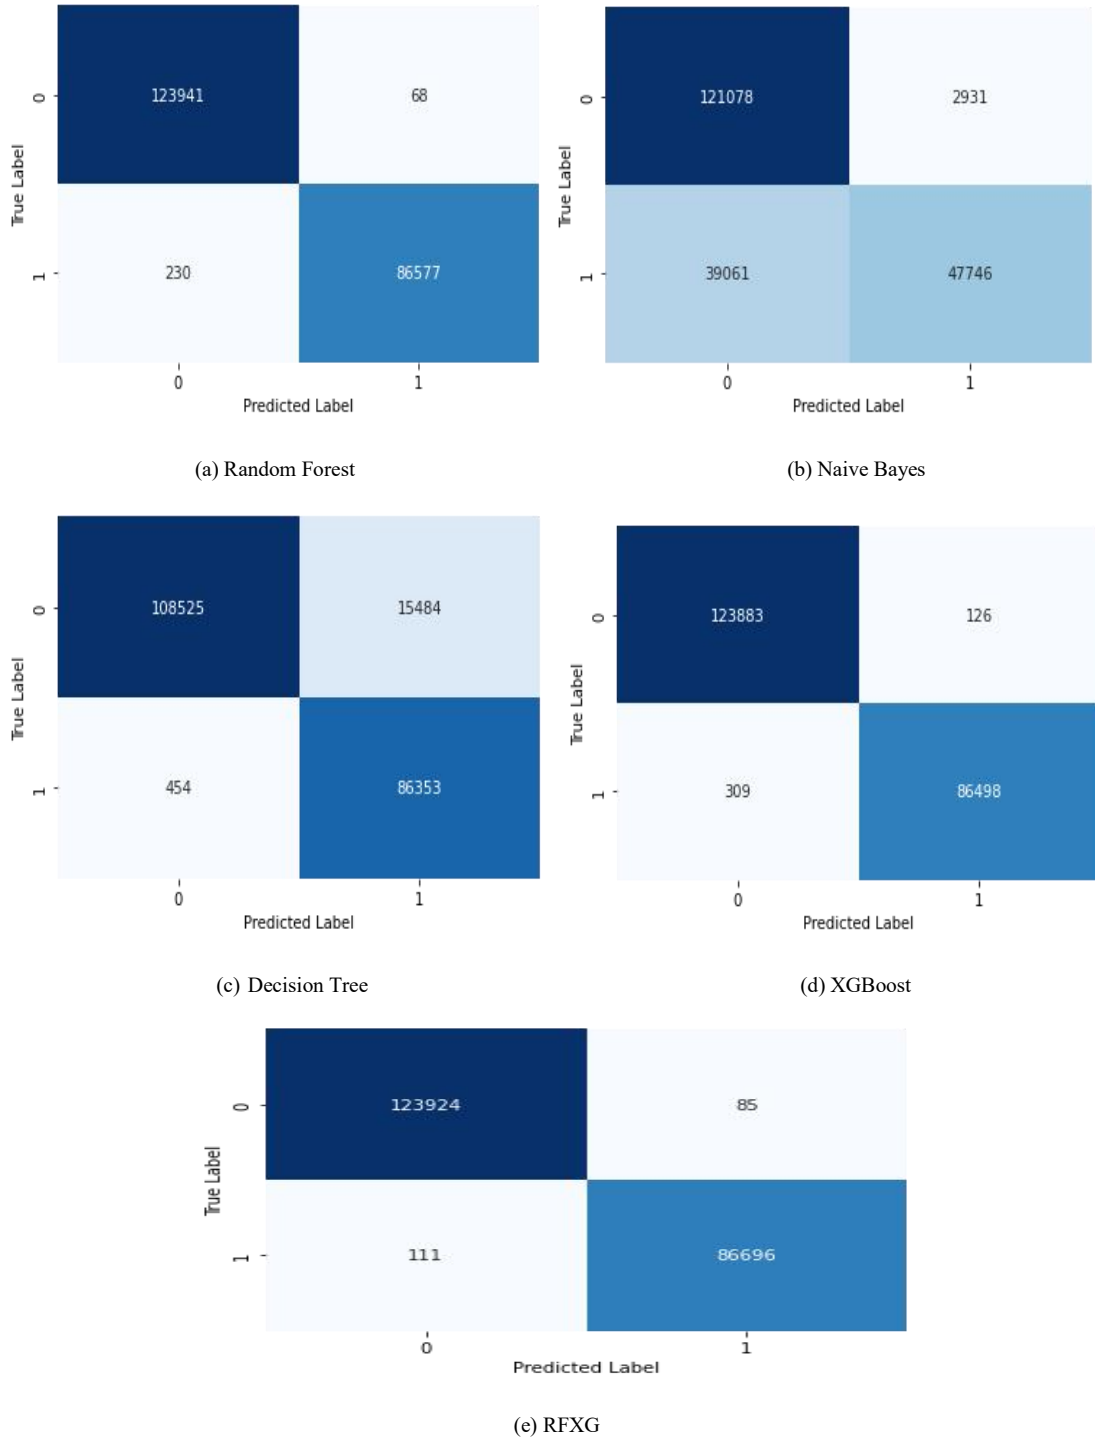 True Label
0
123941
68
1
230
86577
0
1
Predicted Label
(a) Random Forest
True Label
0
121078
2931
1
39061
47746
0
1
Predicted Label
(b) Naive Bayes
True Label
0
108525
15484
1
454
86353
0
1
Predicted Label
(c) Decision Tree
True Label
0
123883
126
1
309
86498
0
1
Predicted Label
(d) XGBoost
True Label
0
123924
85
1
111
86696
0
1
Predicted Label
(e) RFXG